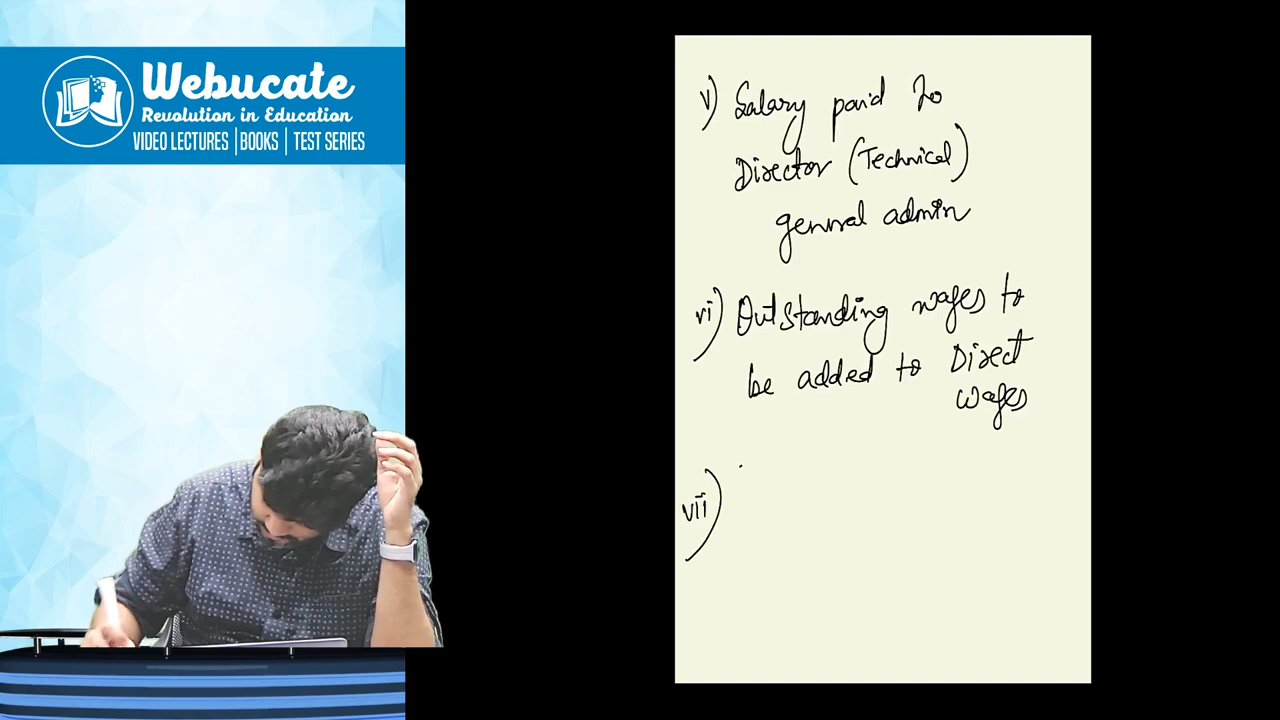 Webucate
Revolution in Education
VIDEO LECTURES | BOOKS | TEST SERIES
v) Salary paid to
Director (Technical)
general admin
vi) Outstanding wages to
be added to Direct
wages
vii)